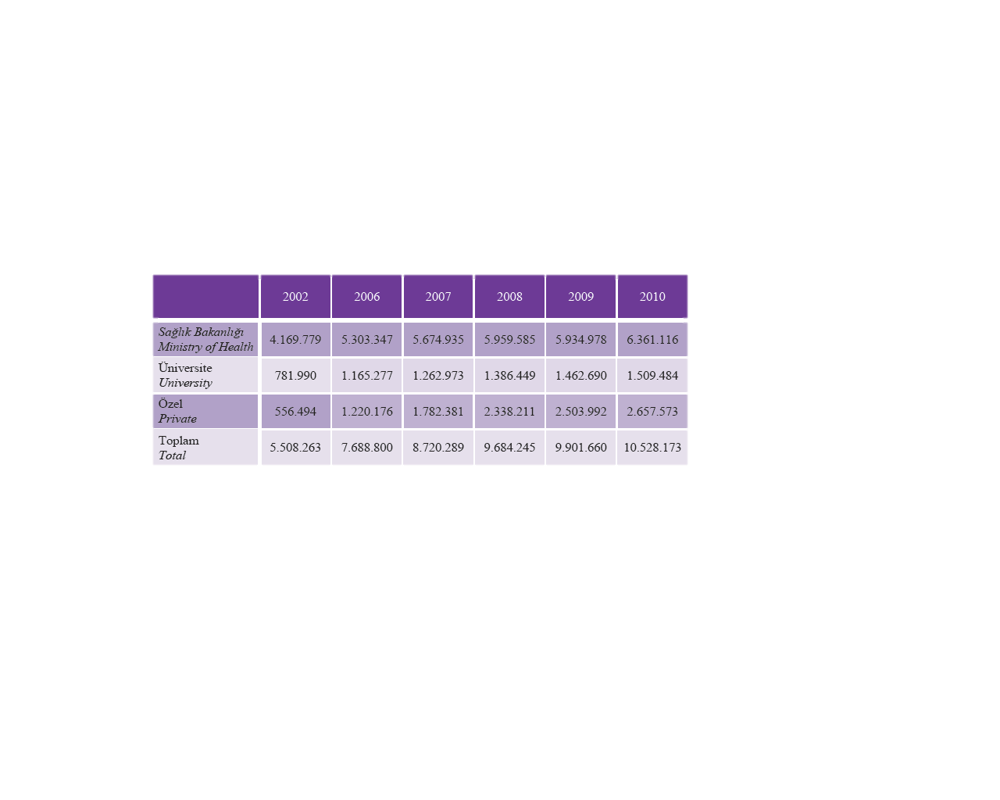 2002 2006 2007 2008 2009 2010
Sağlık Bakanlığı
Ministry of Health 4.169.779 5.303.347 5.674.935 5.959.585 5.934.978 6.361.116
Üniversite
University 781.990 1.165.277 1.262.973 1.386.449 1.462.690 1.509.484
Özel
Private 556.494 1.220.176 1.782.381 2.338.211 2.503.992 2.657.573
Toplam
Total 5.508.263 7.688.800 8.720.289 9.684.245 9.901.660 10.528.173